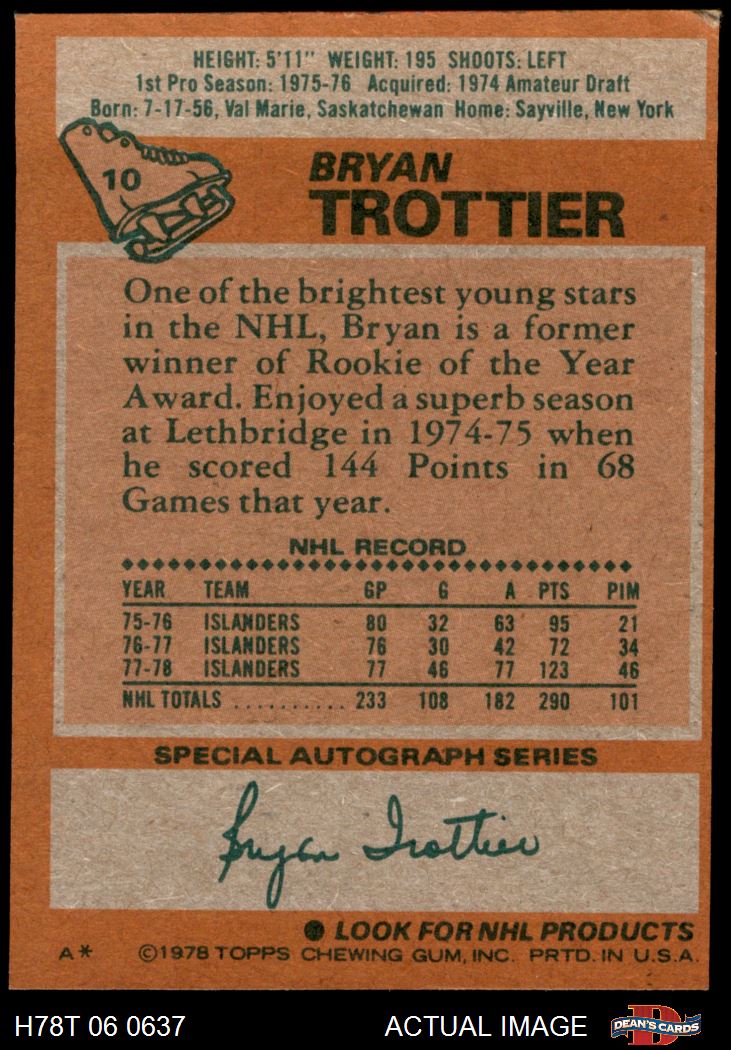 HEIGHT: 5'11" WEIGHT: 195 SHOOTS: LEFT
1st Pro Season: 1975-76 Acquired: 1974 Amateur Draft
Born: 7-17-56, Val Marie, Saskatchewan Home: Sayville, New York
10
BRYAN
TROTTIER
One of the brightest young stars
in the NHL, Bryan is a former
winner of Rookie of the Year
Award. Enjoyed a superb season
at Lethbridge in 1974-75 when
he scored 144 Points in 68
Games that year.
NHL RECORD
YEAR TEAM GP G A PTS PIM
75-76 ISLANDERS 80 32 63 95 21
76-77 ISLANDERS 76 30 42 72 34
77-78 ISLANDERS 77 46 77 123 46
NHL TOTALS .......... 233 108 182 290 101
SPECIAL AUTOGRAPH SERIES
Bryan Trottier
LOOK FOR NHL PRODUCTS
A* ©1978 TOPPS CHEWING GUM, INC. PRTD. IN U.S.A.
H78T 06 0637 ACTUAL IMAGE DEAN'S CARDS